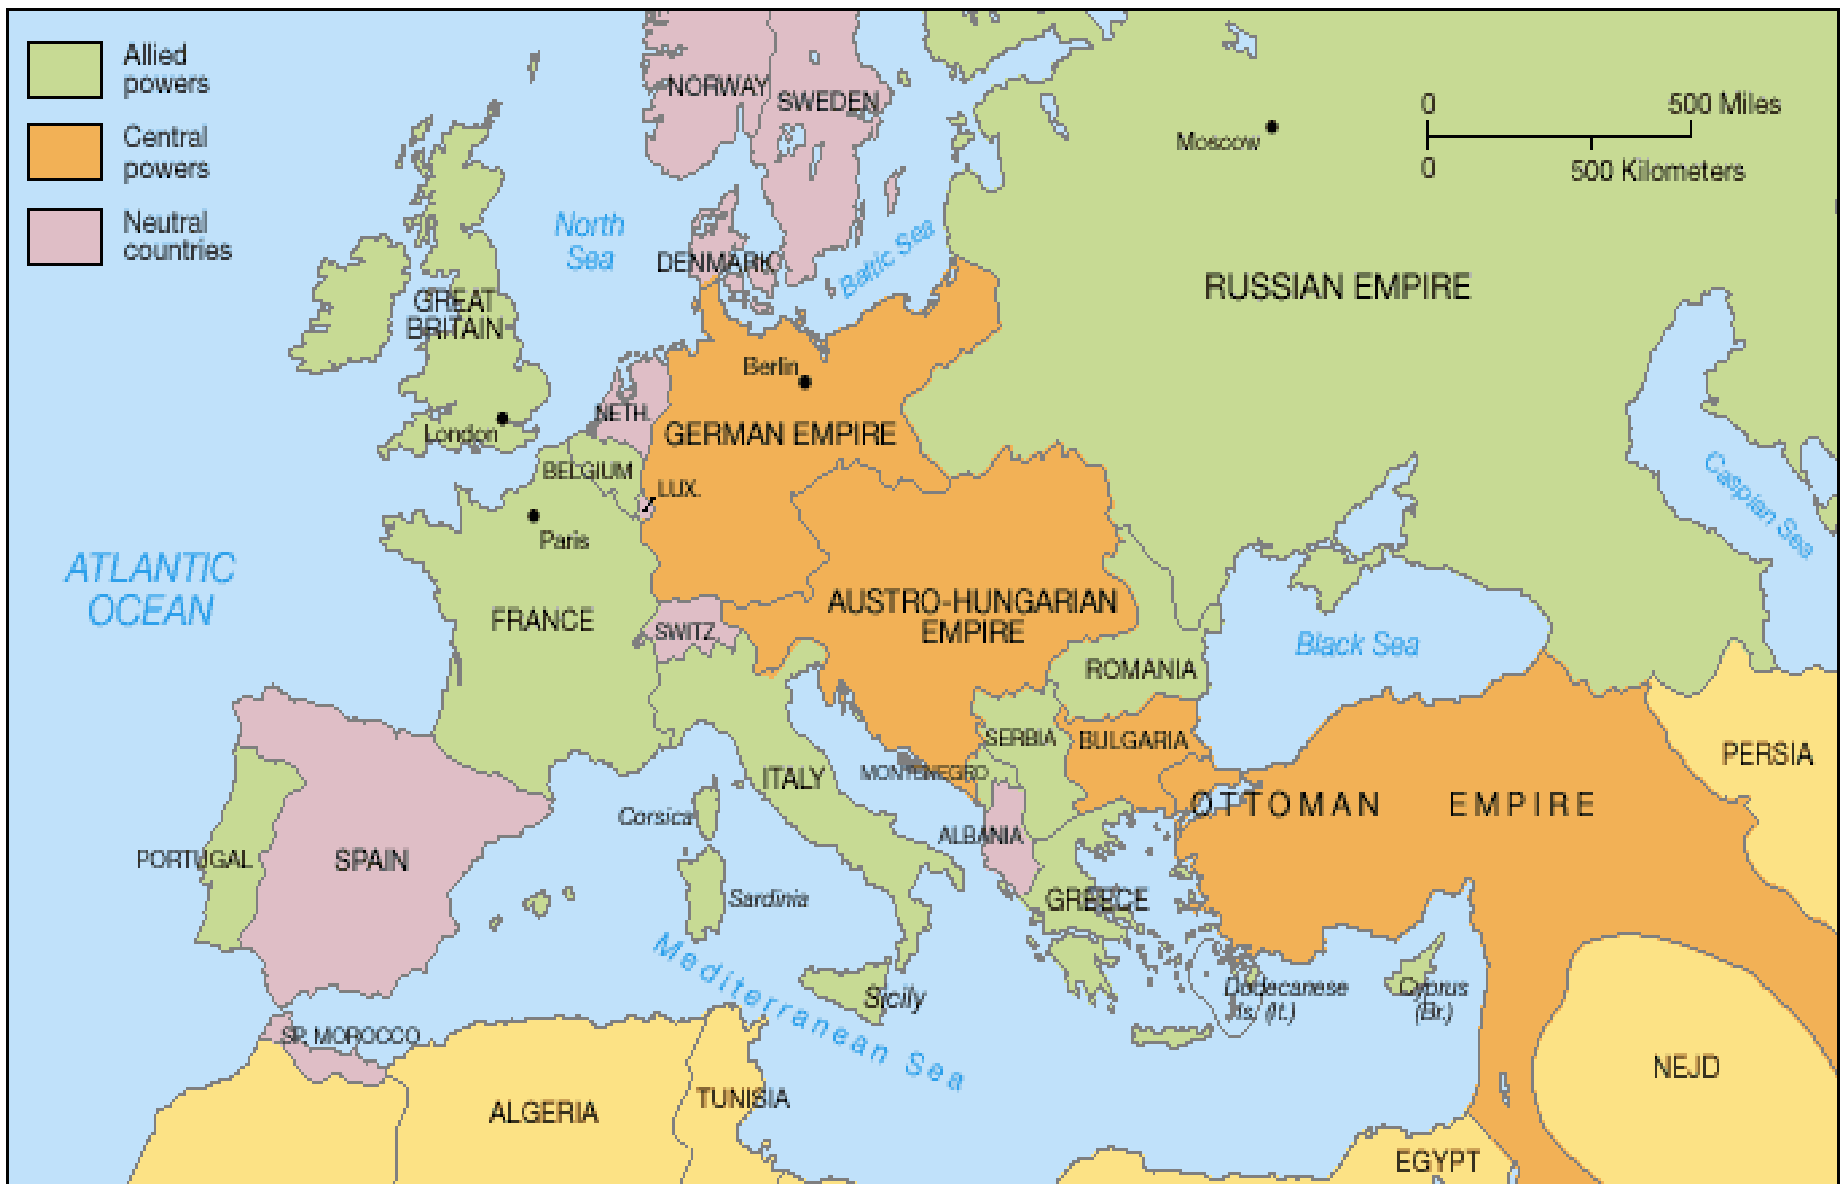 Allied
powers
Central
powers
Neutral
countries
NORWAY
SWEDEN
0
500 Miles
0
500 Kilometers
Moscow
North
Sea
DENMARK
Baltic Sea
RUSSIAN EMPIRE
GREAT
BRITAIN
Berlin
NETH.
London
GERMAN EMPIRE
BELGIUM
LUX.
Caspian Sea
Paris
ATLANTIC
OCEAN
FRANCE
AUSTRO-HUNGARIAN
EMPIRE
SWITZ.
Black Sea
ROMANIA
SERBIA
BULGARIA
PERSIA
MONTENEGRO
ITALY
Corsica
OTTOMAN EMPIRE
ALBANIA
PORTUGAL
SPAIN
Sardinia
GREECE
Mediterranean Sea
Sicily
Dodecanese
Is/ (It.)
Cyprus
(Br.)
SP. MOROCCO
NEJD
ALGERIA
TUNISIA
EGYPT